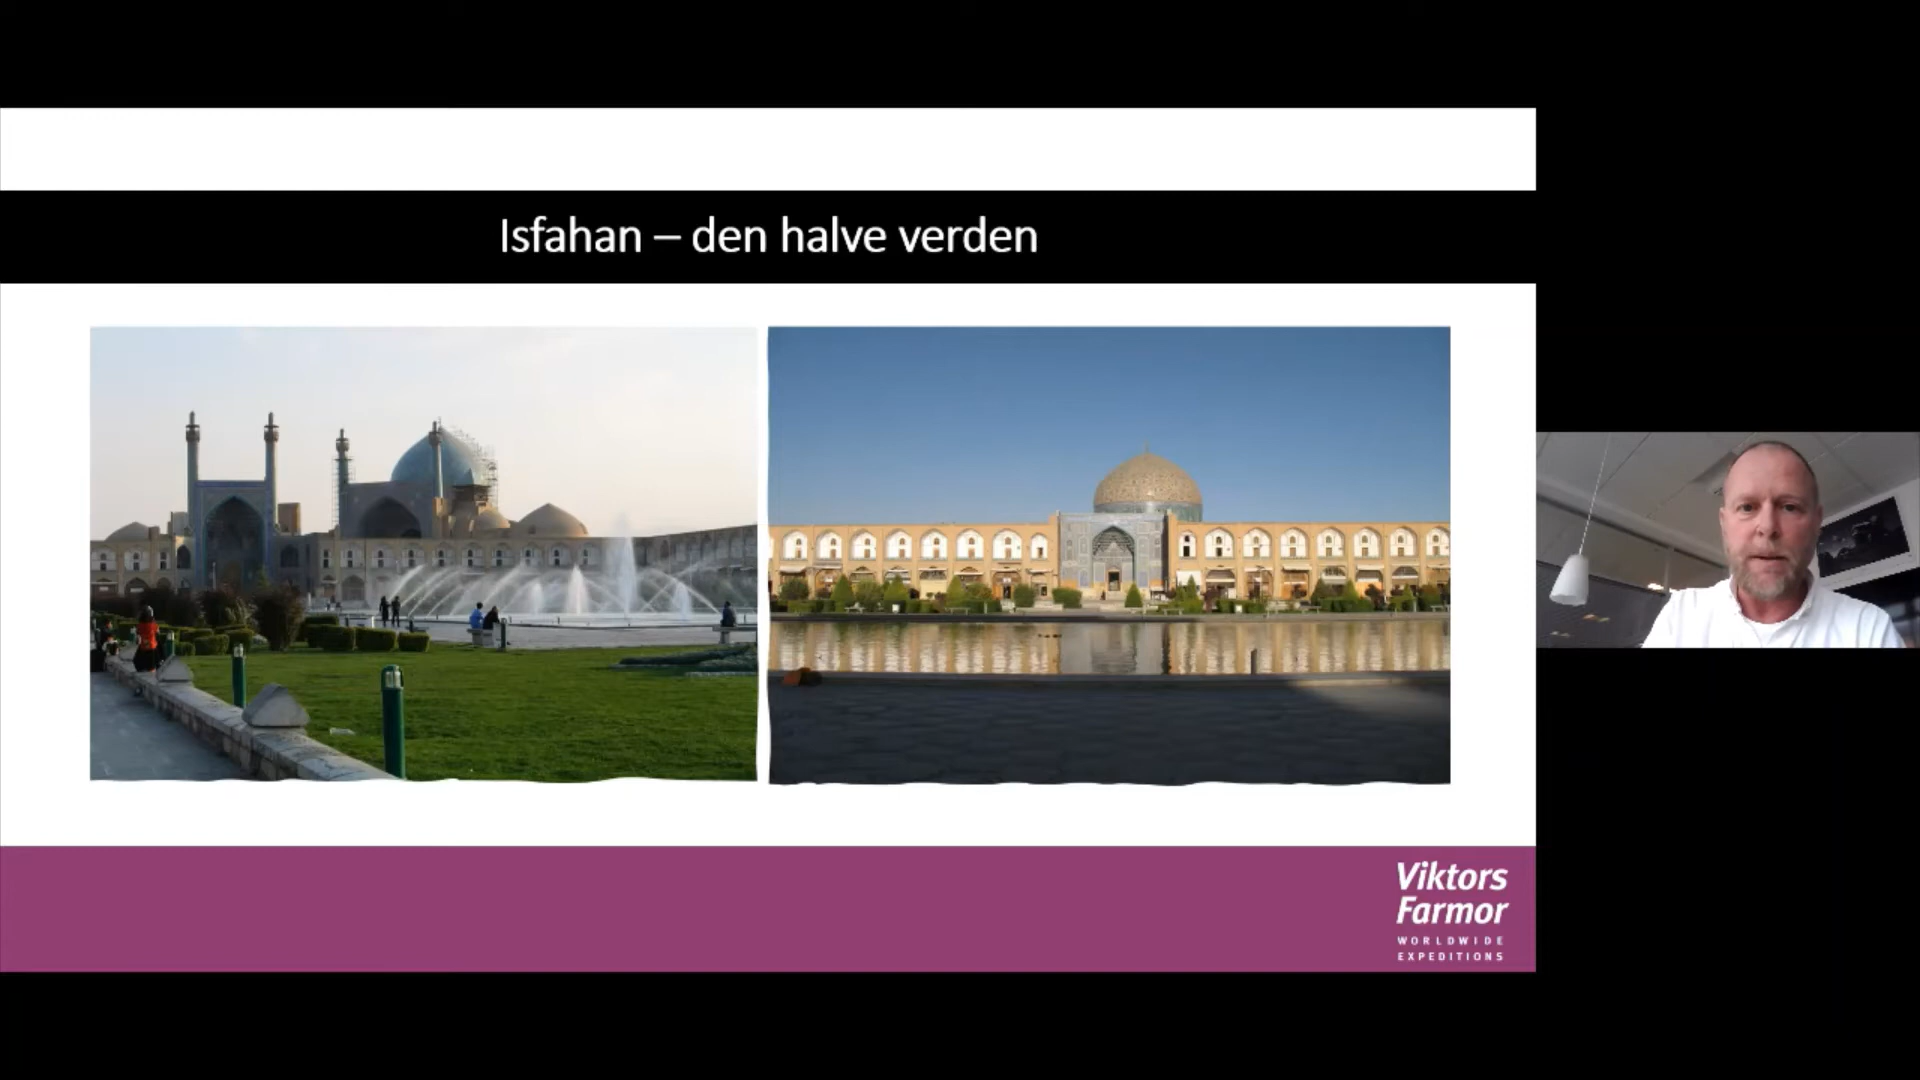 Isfahan – den halve verden
Viktors
Farmor
WORLDWIDE
EXPEDITIONS